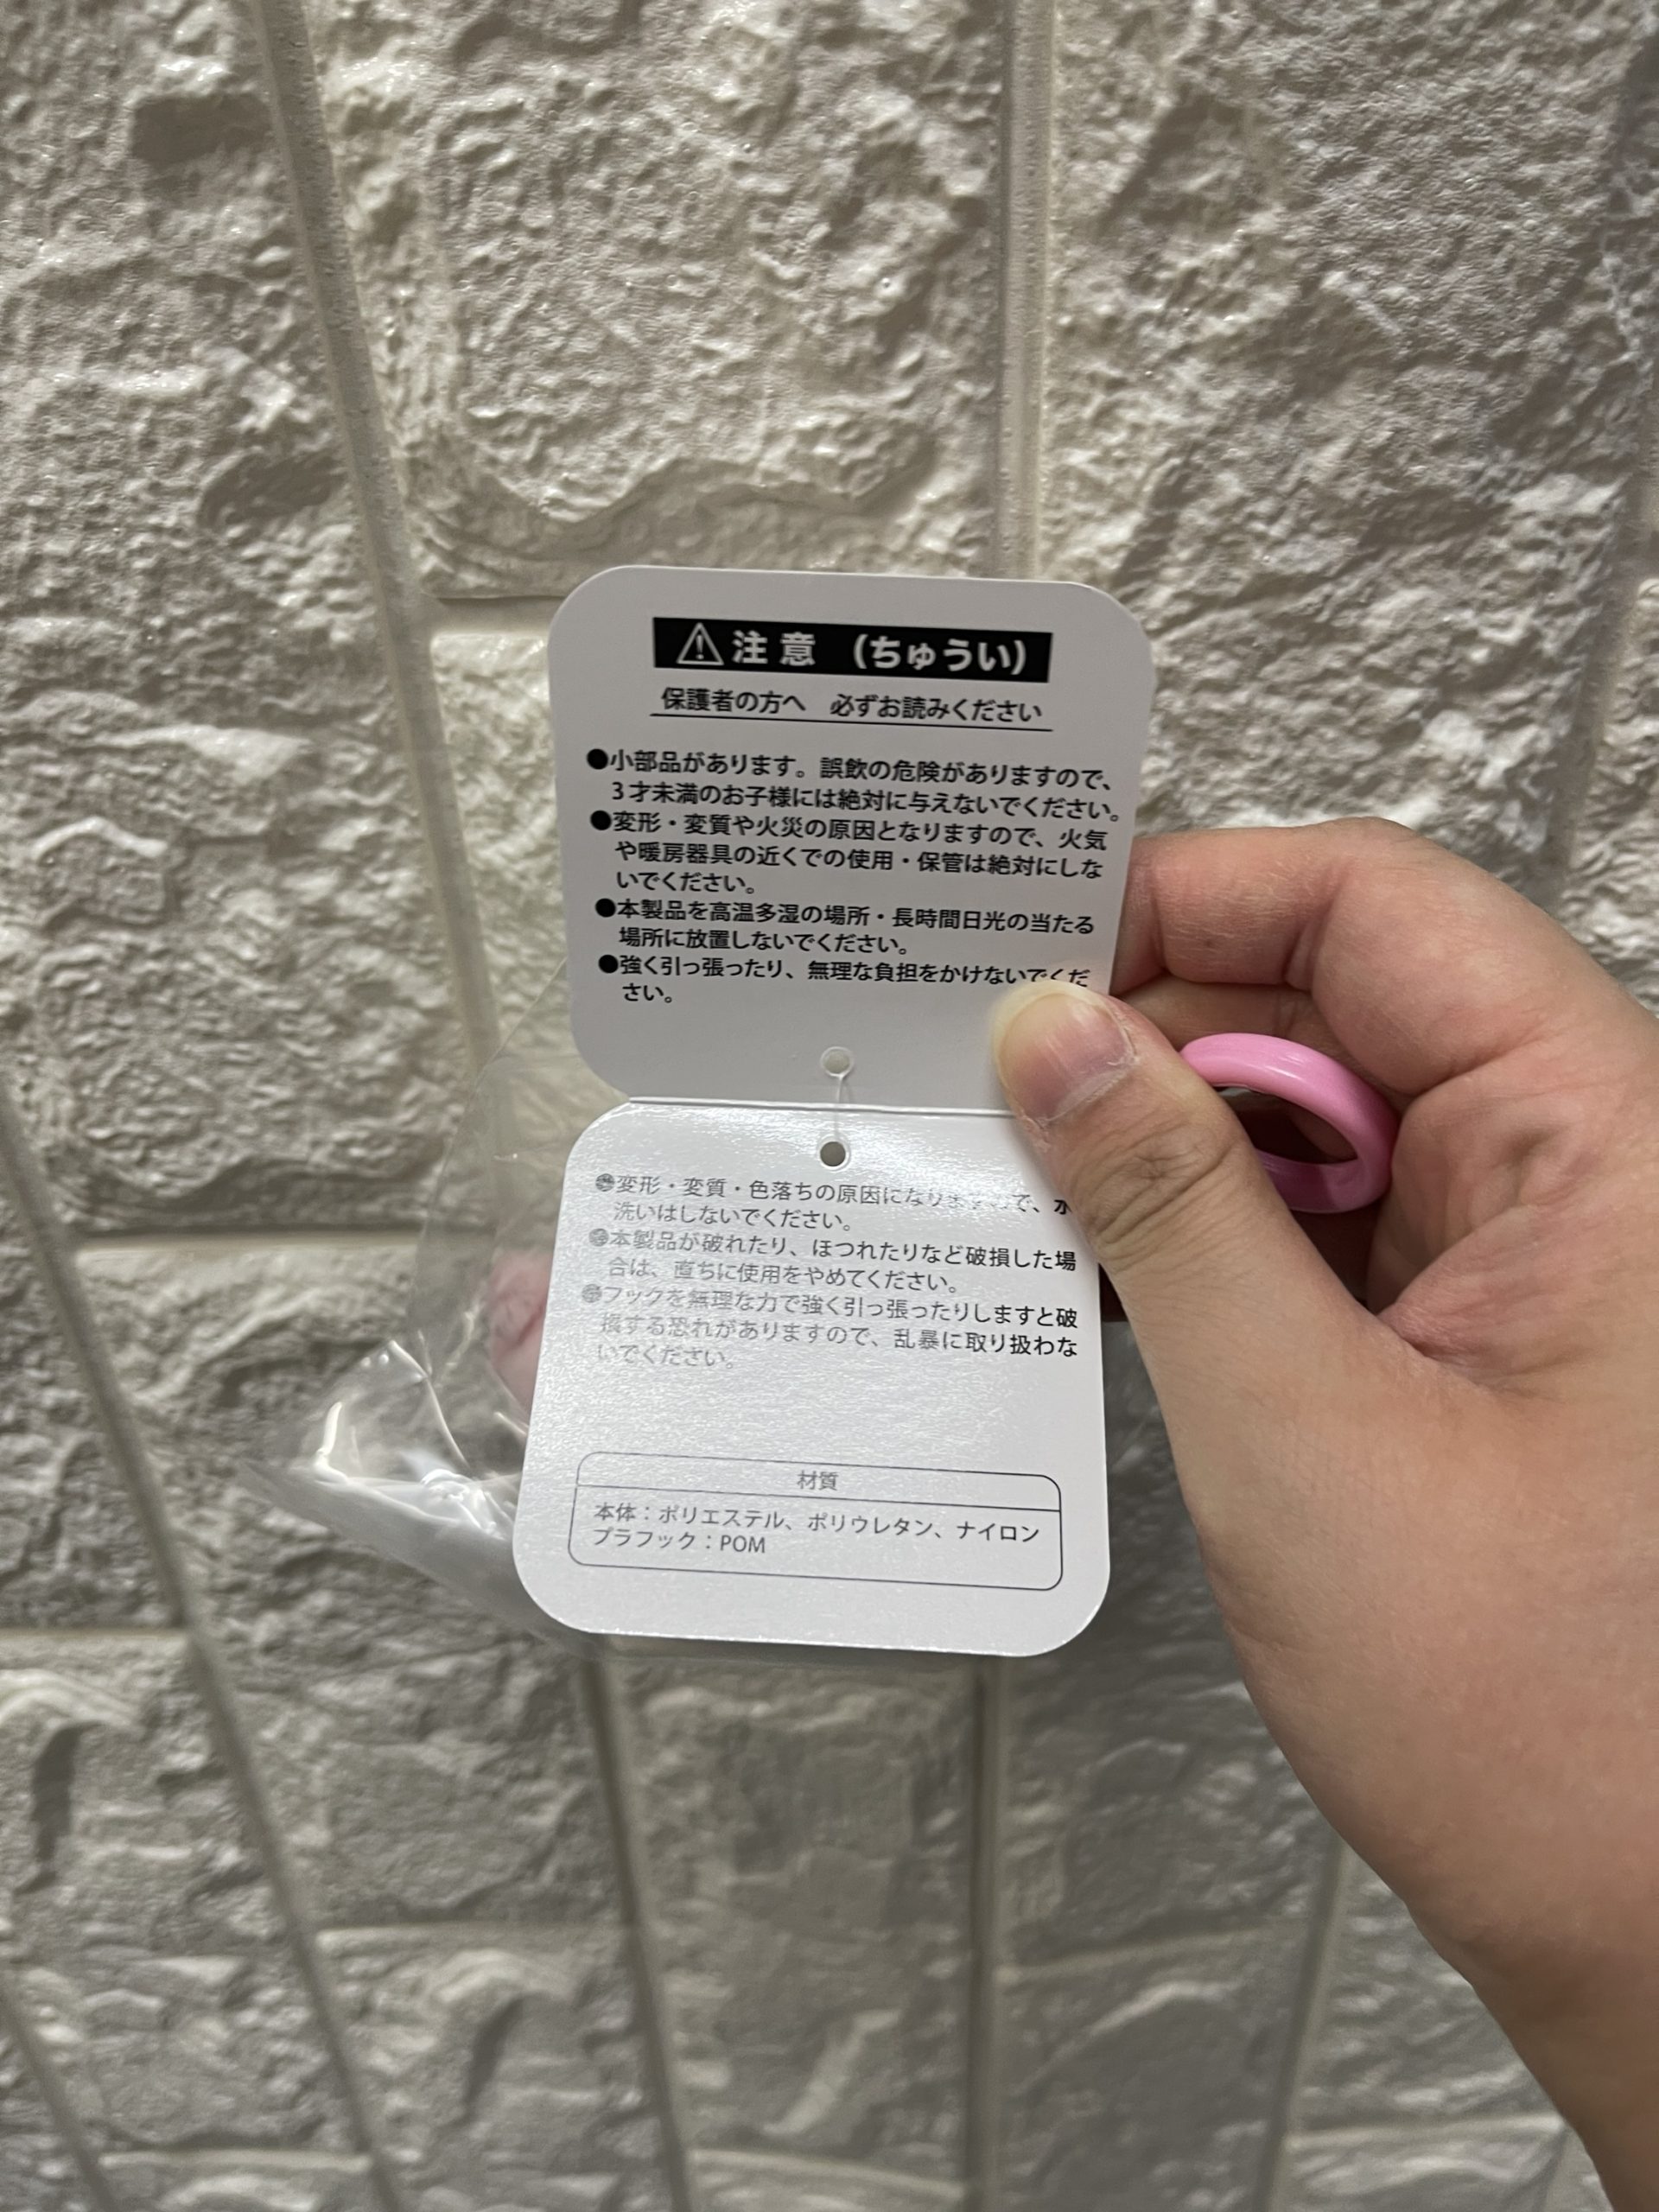 ⚠注意 (ちゅうい)
保護者の方へ 必ずお読みください
●小部品があります。誤飲の危険がありますので、
3才未満のお子様には絶対に与えないでください。
●変形・変質や火災の原因となりますので、火気
や暖房器具の近くでの使用・保管は絶対にしな
いでください。
●本製品を高温多湿の場所・長時間日光の当たる
場所に放置しないでください。
●強く引っ張ったり、無理な負担をかけないでくだ
さい。
●変形・変質・色落ちの原因になりますので、水
洗いはしないでください。
●本製品が破れたり、ほつれたりなど破損した場
合は、直ちに使用をやめてください。
●フックを無理な力で強く引っ張ったりしますと破
損する恐れがありますので、乱暴に取り扱わな
いでください。
材質
本体：ポリエステル、ポリウレタン、ナイロン
プラフック：POM